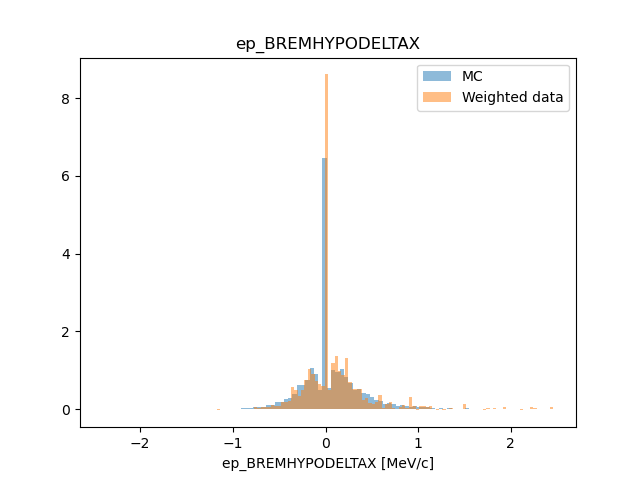 ep_BREMHYPODELTAX
MC
Weighted data
8
6
4
2
0
−2
−1
0
1
2
ep_BREMHYPODELTAX [MeV/c]